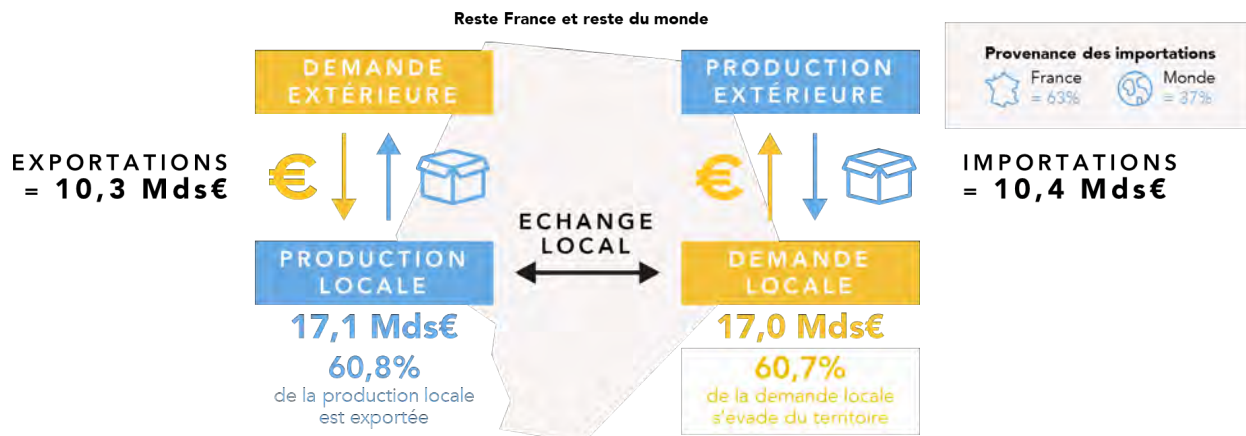 Reste France et reste du monde
DEMANDE
EXTÉRIEURE
PRODUCTION
EXTÉRIEURE
Provenance des importations
France
= 63%
Monde
= 37%
EXPORTATIONS
= 10,3 Mds€
€
€
IMPORTATIONS
= 10,4 Mds€
ECHANGE
LOCAL
PRODUCTION
LOCALE
DEMANDE
LOCALE
17,1 Mds€
60,8%
de la production locale
est exportée
17,0 Mds€
60,7%
de la demande locale
s'évade du territoire